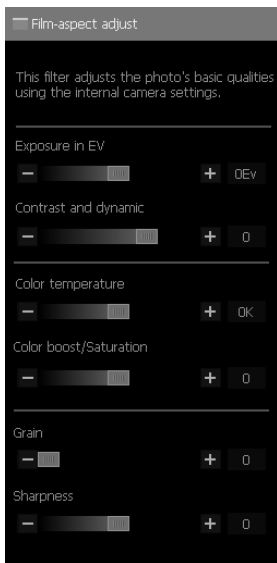 Film-aspect adjust
This filter adjusts the photo's basic qualities
using the internal camera settings.
Exposure in EV
− + 0Ev
Contrast and dynamic
− + 0
Color temperature
− + 0K
Color boost/Saturation
− + 0
Grain
− + 0
Sharpness
− + 0